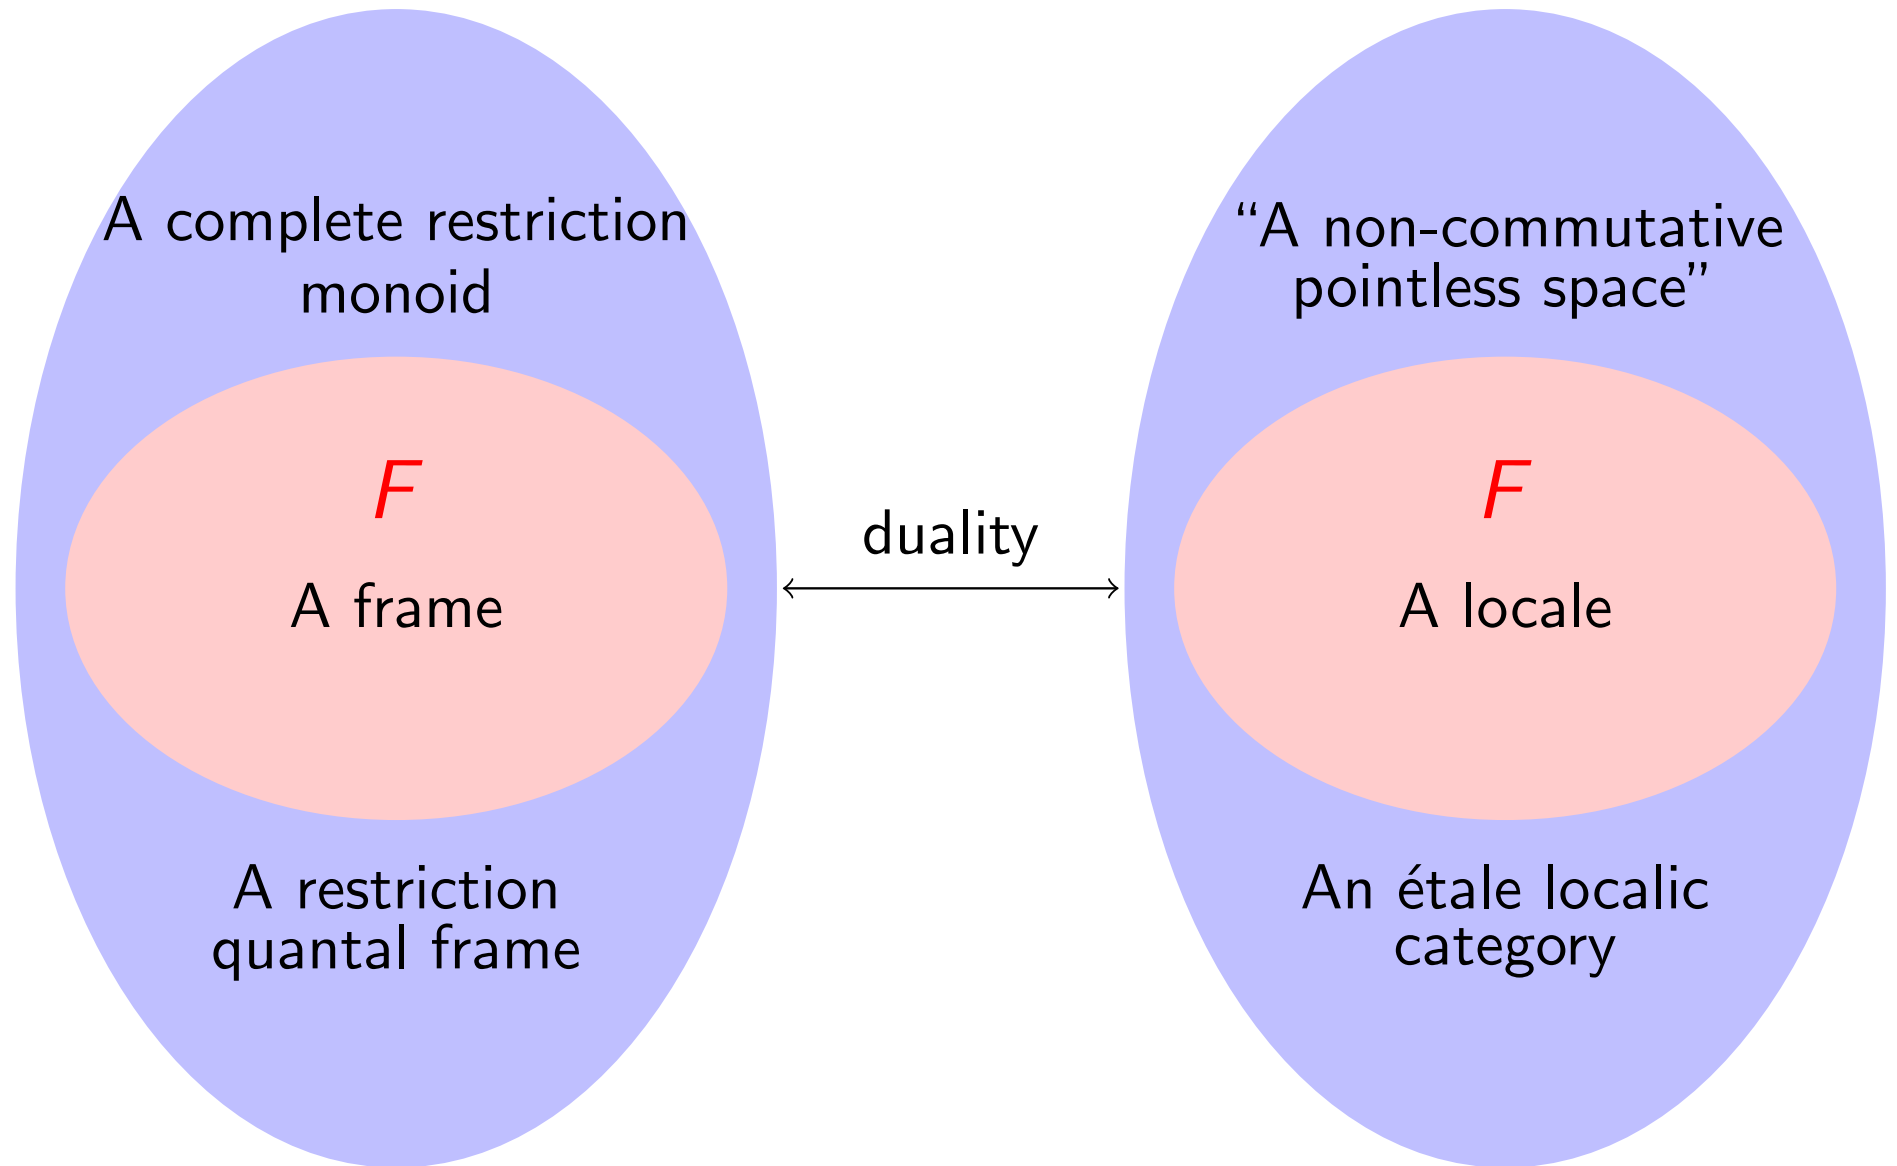 A complete restriction
monoid
F
A frame
A restriction
quantal frame
duality
“A non-commutative
pointless space”
F
A locale
An étale localic
category